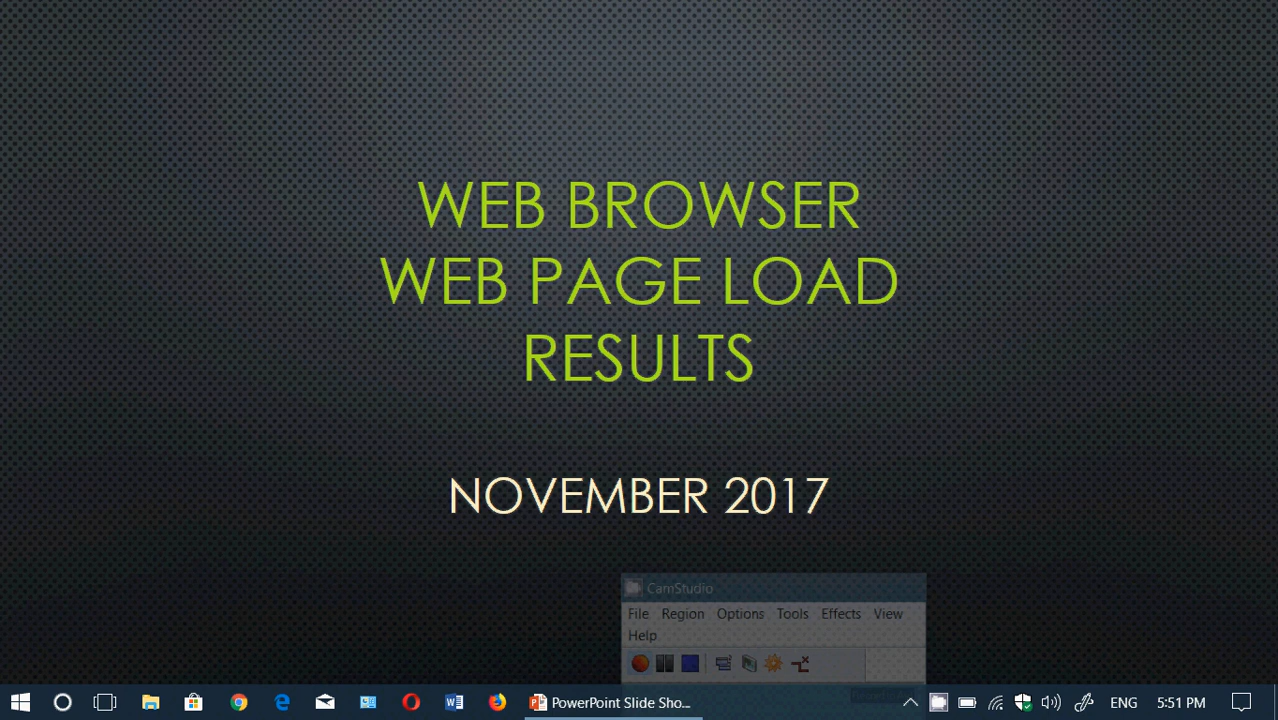 WEB BROWSER
WEB PAGE LOAD
RESULTS
NOVEMBER 2017
CamStudio
File Region Options Tools Effects View
Help
PowerPoint Slide Sho...
ENG
5:51 PM